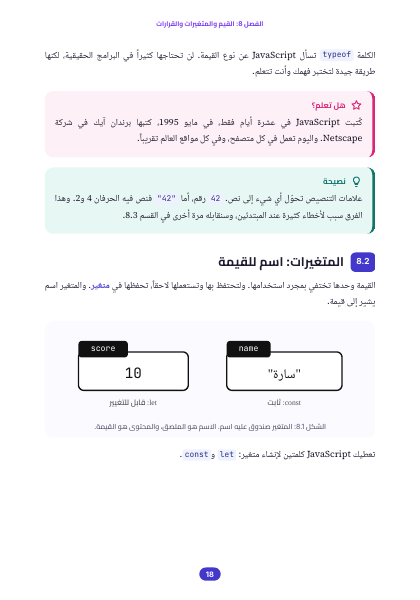 الفصل 8: القيم والمتغيرات والقرارات
الكلمة typeof تسأل JavaScript عن نوع القيمة. لن تحتاجها كثيراً في البرامج الحقيقية، لكنها
طريقة جيدة لتختبر فهمك وأنت تتعلم.
هل تعلم؟
كُتبت JavaScript في عشرة أيام فقط، في مايو 1995، كتبها برندان آيك في شركة
Netscape. واليوم تعمل في كل متصفح، وفي كل مواقع العالم تقريباً.
نصيحة
علامات التنصيص تحوّل أي شيء إلى نص. 42 رقم، أما "42" فنص فيه الحرفان 4 و2. وهذا
الفرق سبب لأخطاء كثيرة عند المبتدئين، وستقابله مرة أخرى في القسم 8.3.
8.2 المتغيرات: اسم للقيمة
القيمة وحدها تختفي بمجرد استخدامها. ولتحتفظ بها وتستعملها لاحقاً، تحفظها في متغير. والمتغير اسم
يشير إلى قيمة.
name
"سارة"
const: ثابت
score
10
let: قابل للتغيير
الشكل 8.1: المتغير صندوق عليه اسم. الاسم هو الملصق، والمحتوى هو القيمة.
تعطيك JavaScript كلمتين لإنشاء متغير: let و const.
18